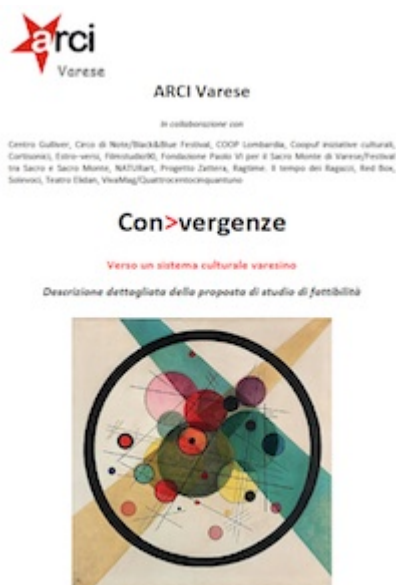 arci
Varese
ARCI Varese
In collaborazione con
Centro Gulliver, Circo di Note/Black&Blue Festival, COOP Lombardia, Coopuf iniziative culturali,
Cortisonici, Estro-versi, Filmstudio90, Fondazione Paolo VI per il Sacro Monte di Varese/Festival
tra Sacro e Sacro Monte, NATURart, Progetto Zattera, Ragtime. Il tempo dei Ragazzi, Red Box,
Solevoci, Teatro Elidan, VivaMag/Quattrocentocinquantuno
Con>vergenze
Verso un sistema culturale varesino
Descrizione dettagliata della proposta di studio di fattibilità